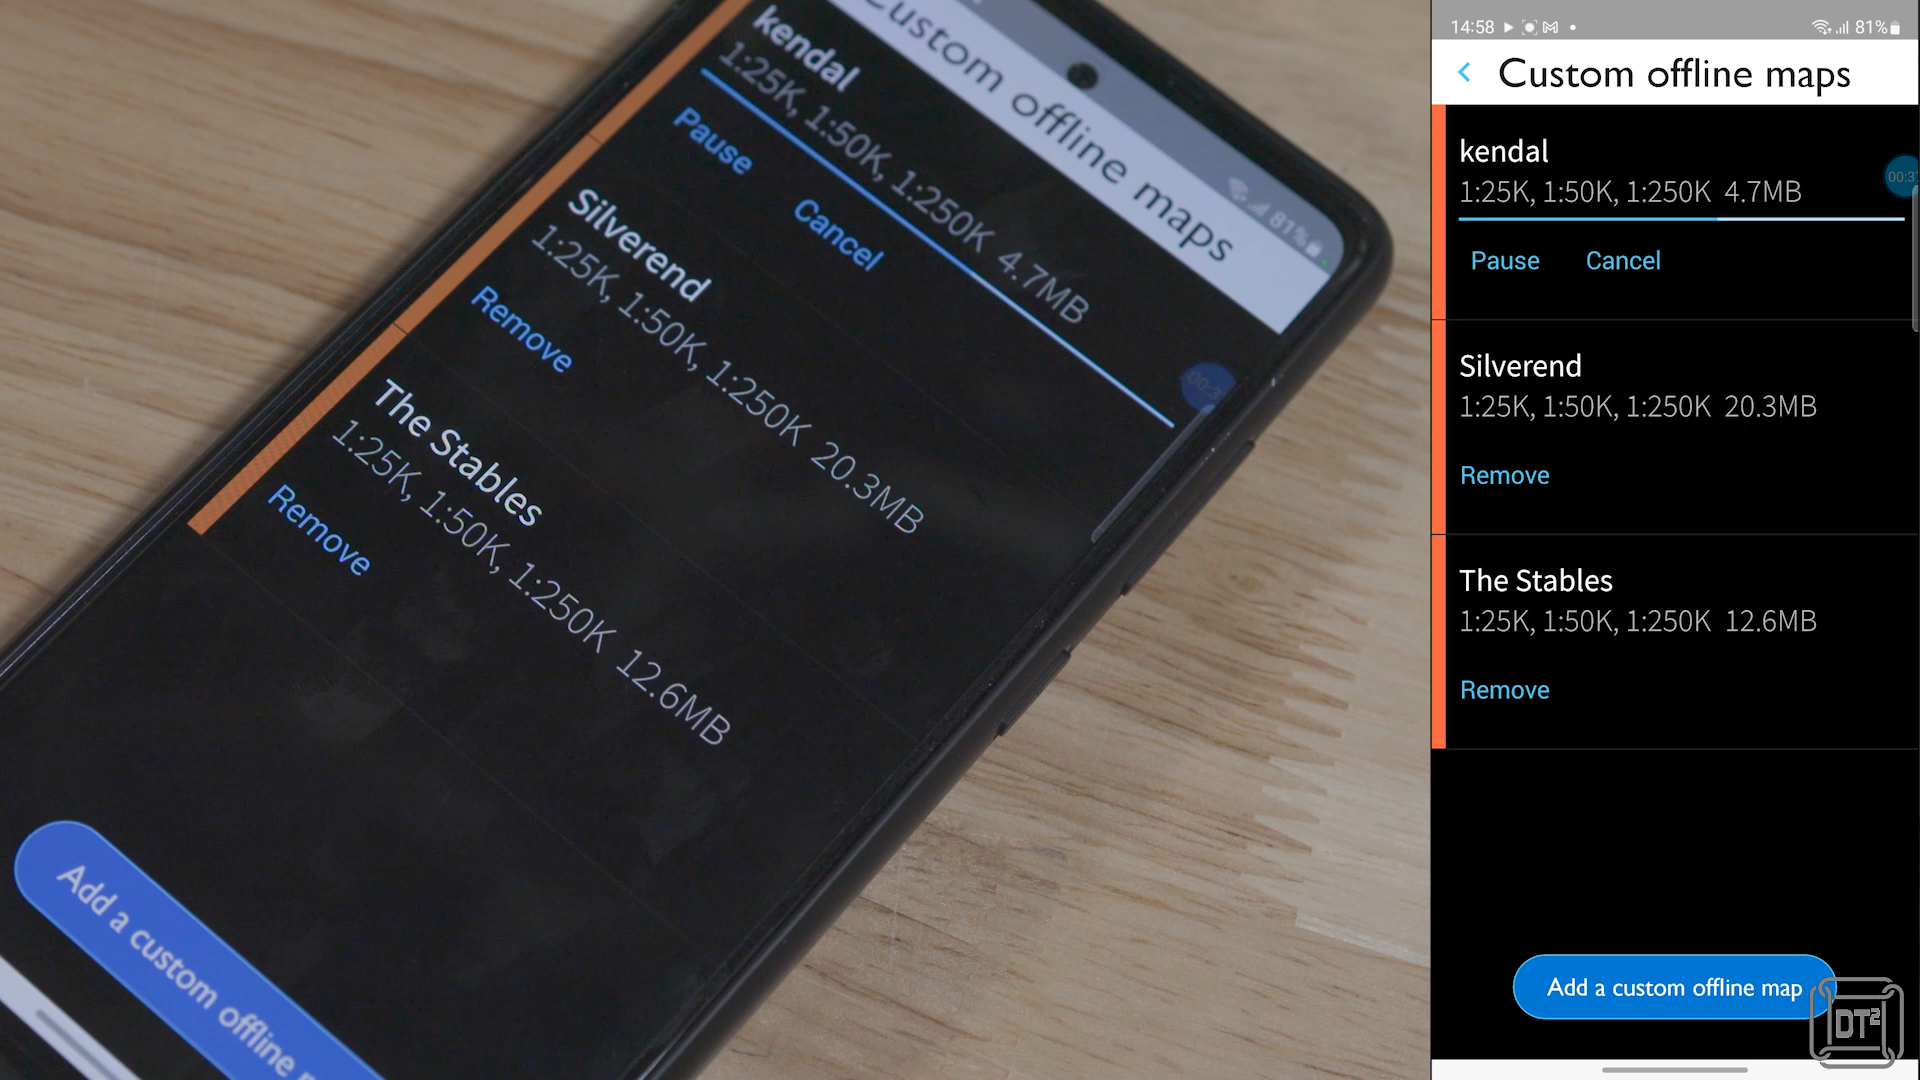 Custom offline maps
81%
kendal
1:25K, 1:50K, 1:250K 4.7MB
Pause Cancel
Silverend
1:25K, 1:50K, 1:250K 20.3MB
Remove
The Stables
1:25K, 1:50K, 1:250K 12.6MB
Remove
Add a custom offline
14:58 81%
Custom offline maps
kendal
1:25K, 1:50K, 1:250K 4.7MB
Pause Cancel
Silverend
1:25K, 1:50K, 1:250K 20.3MB
Remove
The Stables
1:25K, 1:50K, 1:250K 12.6MB
Remove
Add a custom offline map
DT2